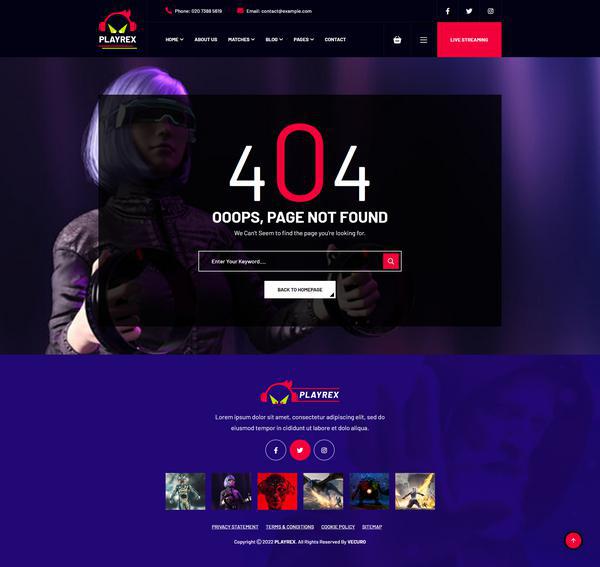 Phone: 020 7388 5619
Email: contact@example.com
PLAYREX
HOME
ABOUT US
MATCHES
BLOG
PAGES
CONTACT
LIVE STREAMING
404
OOOPS, PAGE NOT FOUND
We Can't Seem to find the page you're looking for.
Enter Your Keyword....
BACK TO HOMEPAGE
PLAYREX
Lorem ipsum dolor sit amet, consectetur adipiscing elit, sed do
eiusmod tempor in cididunt ut labore et dolo aliqua.
PRIVACY STATEMENT
TERMS & CONDITIONS
COOKIE POLICY
SITEMAP
Copyright © 2022 PLAYREX. All Rights Reserved By VECURO